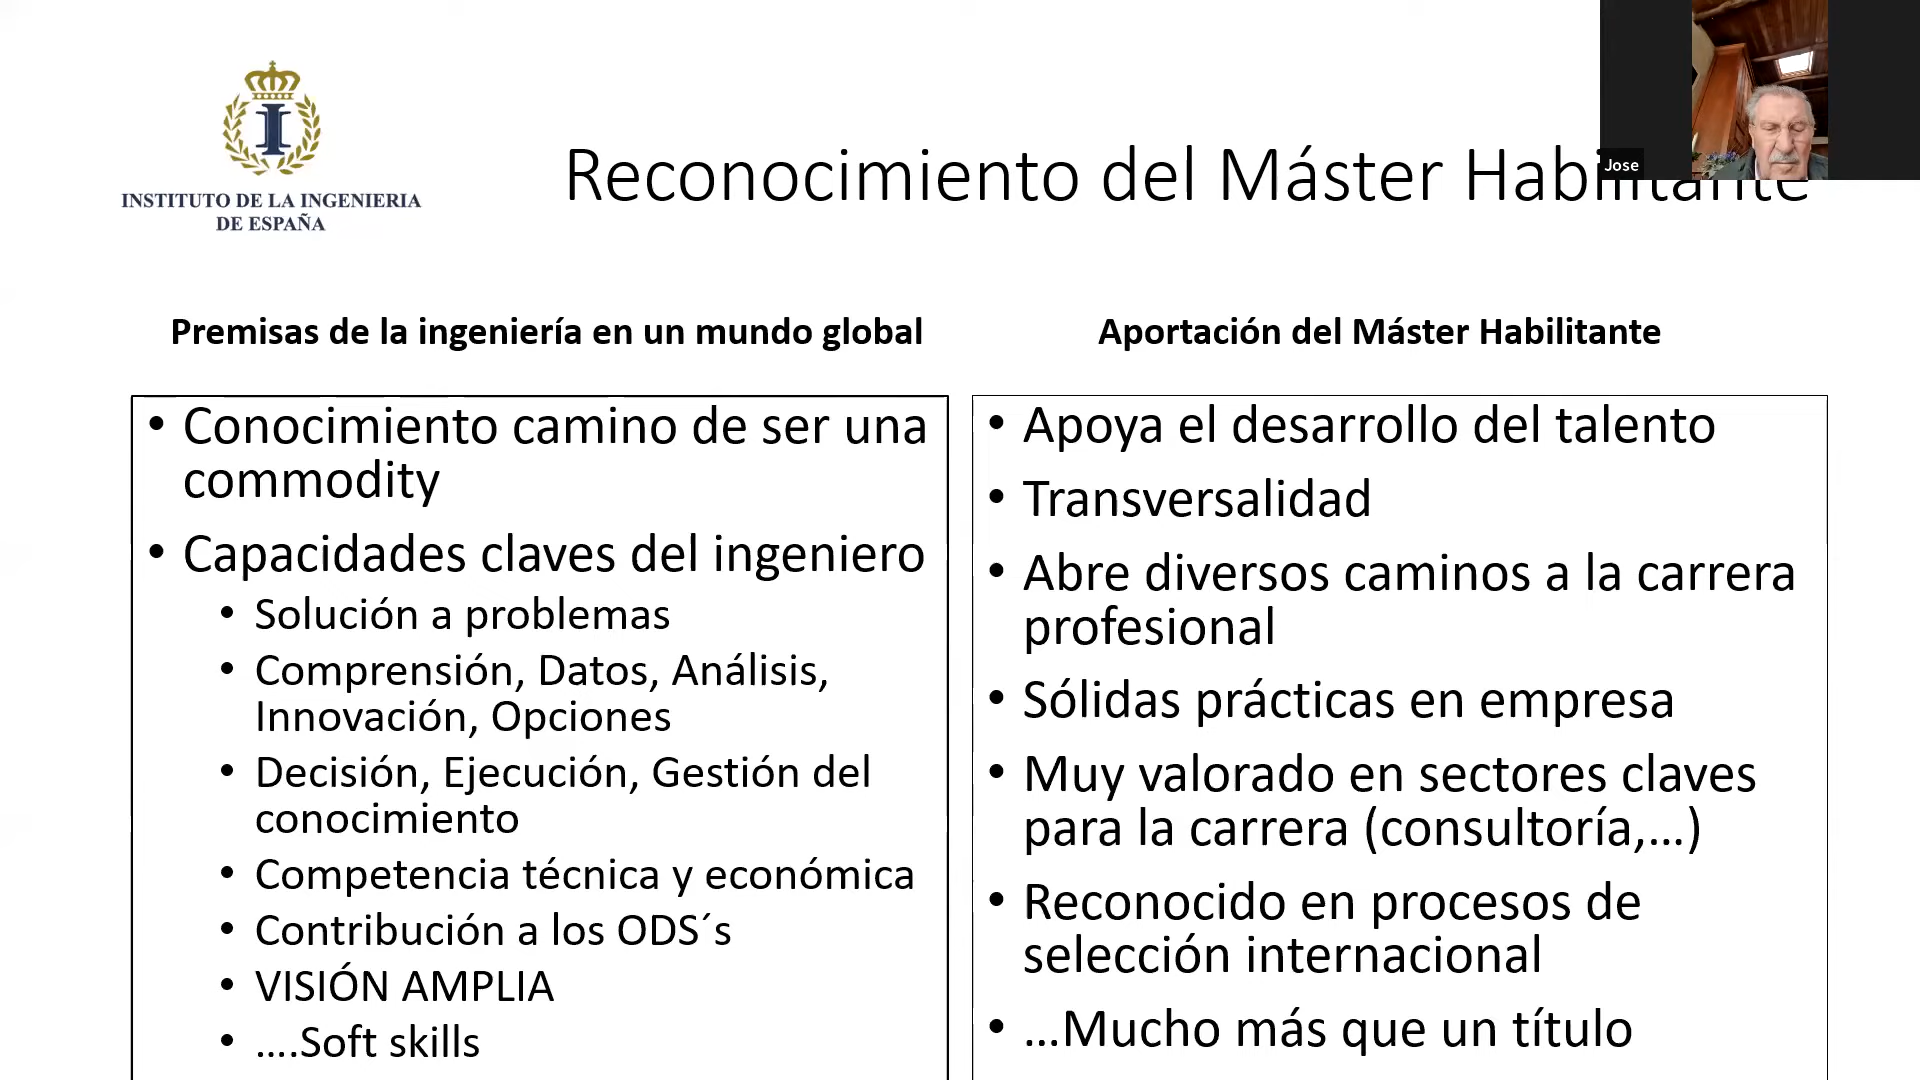 INSTITUTO DE LA INGENIERIA
DE ESPAÑA
Reconocimiento del Máster Habilitante
Jose
Premisas de la ingeniería en un mundo global
• Conocimiento camino de ser una
commodity
• Capacidades claves del ingeniero
• Solución a problemas
• Comprensión, Datos, Análisis,
Innovación, Opciones
• Decisión, Ejecución, Gestión del
conocimiento
• Competencia técnica y económica
• Contribución a los ODS´s
• VISIÓN AMPLIA
• ….Soft skills
Aportación del Máster Habilitante
• Apoya el desarrollo del talento
• Transversalidad
• Abre diversos caminos a la carrera
profesional
• Sólidas prácticas en empresa
• Muy valorado en sectores claves
para la carrera (consultoría,…)
• Reconocido en procesos de
selección internacional
• …Mucho más que un título